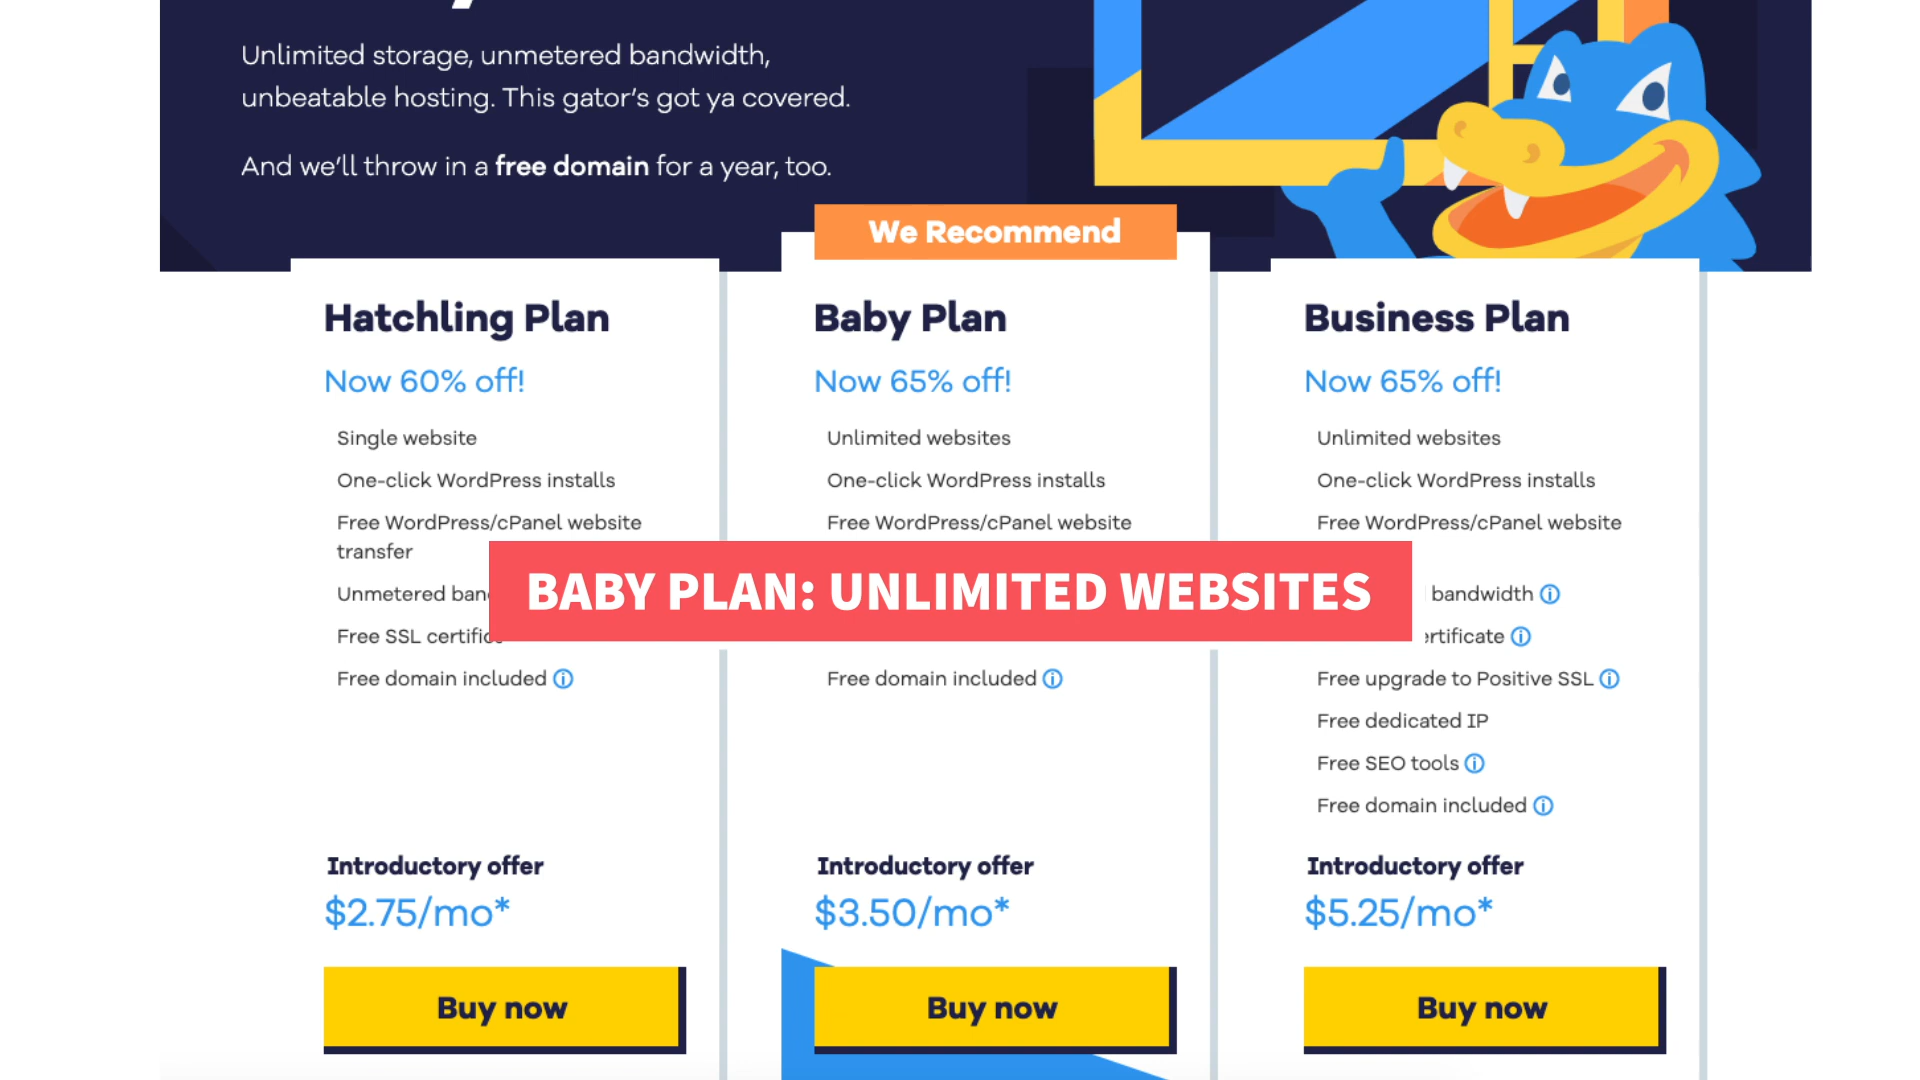 Unlimited storage, unmetered bandwidth,
unbeatable hosting. This gator's got ya covered.
And we'll throw in a free domain for a year, too.
We Recommend
Hatchling Plan
Now 60% off!
Single website
One-click WordPress installs
Free WordPress/cPanel website
transfer
Unmetered
Free SSL
Free domain included
Introductory offer
$2.75/mo*
Buy now
Baby Plan
Now 65% off!
Unlimited websites
One-click WordPress installs
Free WordPress/cPanel website
BABY PLAN: UNLIMITED WEBSITES
Free domain included
Introductory offer
$3.50/mo*
Buy now
Business Plan
Now 65% off!
Unlimited websites
One-click WordPress installs
Free WordPress/cPanel website
bandwidth
Free upgrade to Positive SSL
Free dedicated IP
Free SEO tools
Free domain included
Introductory offer
$5.25/mo*
Buy now